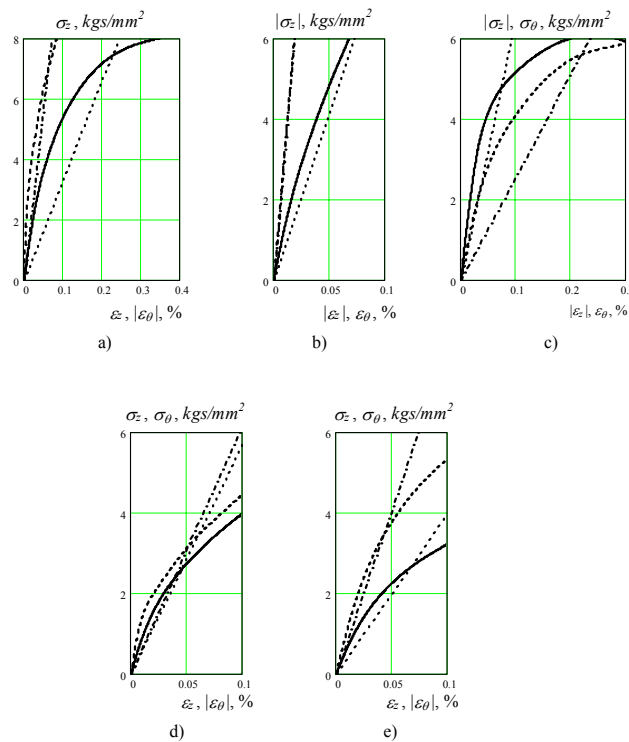 σz , kgs/mm2
8
6
4
2
0
0 0.1 0.2 0.3 0.4
εz , |εθ|, %
a)
|σz| , kgs/mm2
6
4
2
0
0 0.05
|εz|, εθ, %
b)
|σz|, σθ , kgs/mm2
6
4
2
0
0 0.1 0.2 0.3
|εz|, εθ, %
c)
σz , σθ , kgs/mm2
6
4
2
0
0 0.05 0.1
εz , |εθ|, %
d)
σz , σθ , kgs/mm2
6
4
2
0
0 0.05 0.1
εz , |εθ|, %
e)